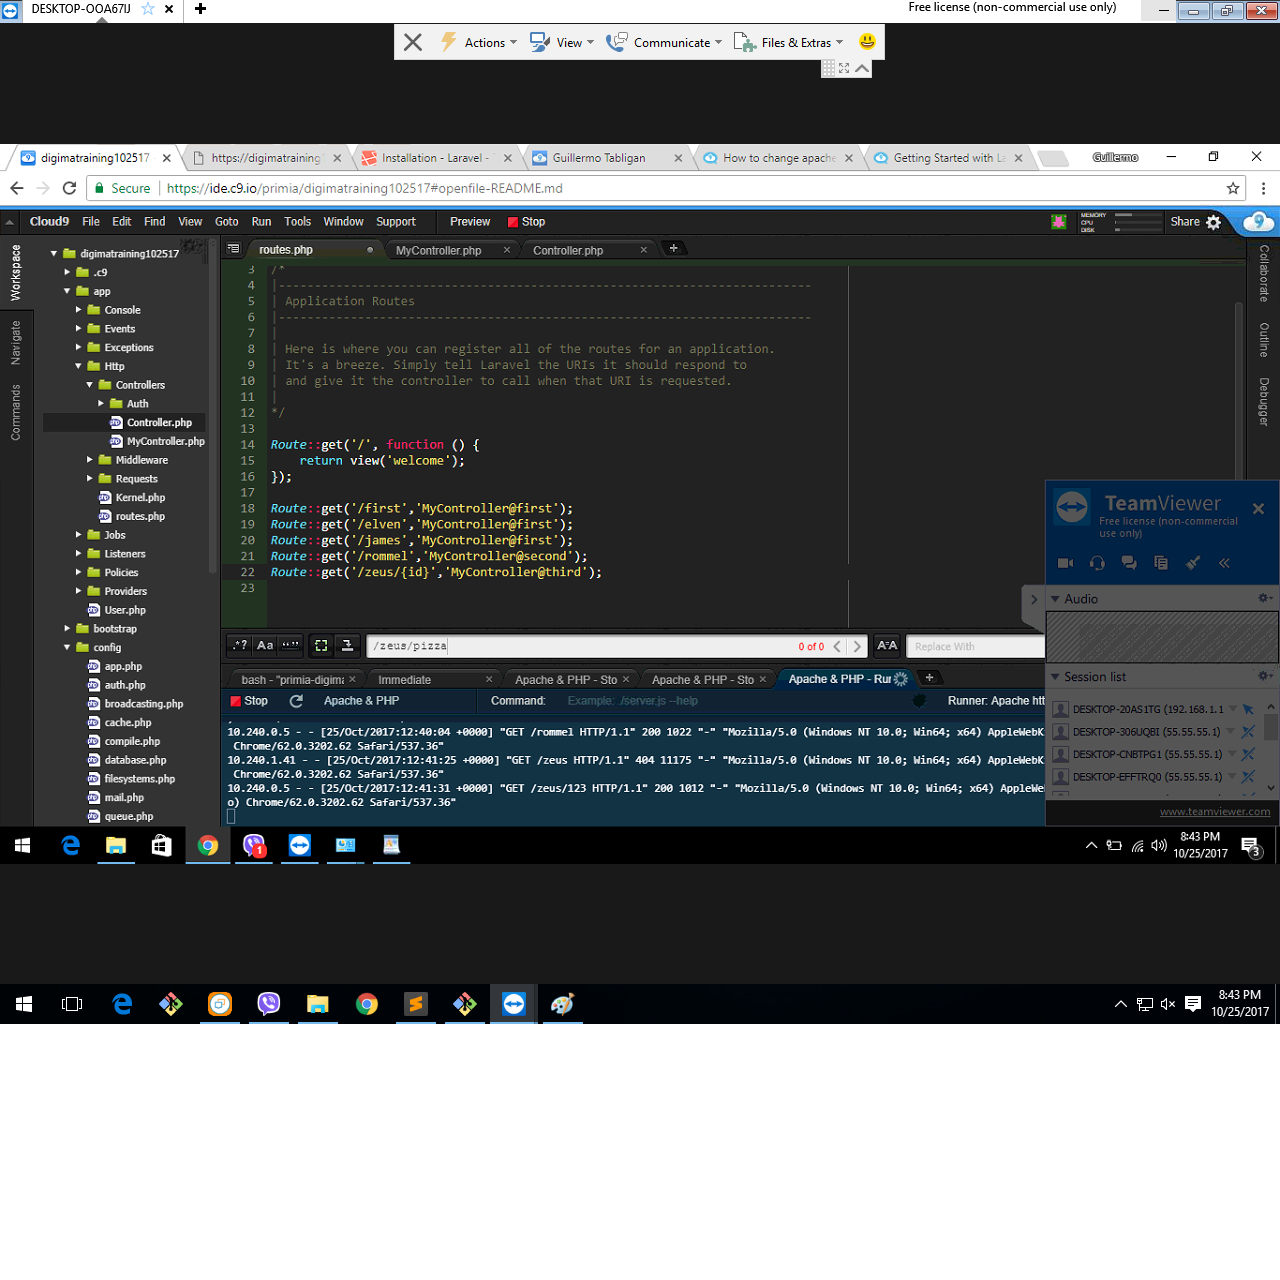 DESKTOP-OOA67IJ
Free license (non-commercial use only)
Actions
View
Communicate
Files & Extras
digimatraining102517
https://digimatraining
Installation - Laravel -
Guillermo Tabligan
How to change apache
Getting Started with La
Guillermo
Secure
https://ide.c9.io/primia/digimatraining102517#openfile-README.md
Cloud9 File Edit Find View Goto Run Tools Window Support Preview Stop
MEMORY
CPU
DISK
Share
Workspace
Navigate
Commands
digimatraining102517
.c9
app
Console
Events
Exceptions
Http
Controllers
Auth
Controller.php
MyController.php
Middleware
Requests
Kernel.php
routes.php
Jobs
Listeners
Policies
Providers
User.php
bootstrap
config
app.php
auth.php
broadcasting.php
cache.php
compile.php
database.php
filesystems.php
mail.php
queue.php
routes.php
MyController.php
Controller.php
3 /*
4 |--------------------------------------------------------------------------
5 | Application Routes
6 |--------------------------------------------------------------------------
7 |
8 | Here is where you can register all of the routes for an application.
9 | It's a breeze. Simply tell Laravel the URIs it should respond to
10 | and give it the controller to call when that URI is requested.
11 |
12 */
13
14 Route::get('/', function () {
15 return view('welcome');
16 });
17
18 Route::get('/first','MyController@first');
19 Route::get('/elven','MyController@first');
20 Route::get('/james','MyController@first');
21 Route::get('/rommel','MyController@second');
22 Route::get('/zeus/{id}','MyController@third');
23
Collaborate
Outline
Debugger
.*? Aa
/zeus/pizza
0 of 0
Replace With
bash - "primia-digima
Immediate
Apache & PHP - Sto
Apache & PHP - Sto
Apache & PHP - Run
Stop
Apache & PHP
Command:
Example: ./server.js --help
Runner: Apache htt
10.240.0.5 - - [25/Oct/2017:12:40:04 +0000] "GET /rommel HTTP/1.1" 200 1022 "-" "Mozilla/5.0 (Windows NT 10.0; Win64; x64) AppleWebK
Chrome/62.0.3202.62 Safari/537.36"
10.240.1.41 - - [25/Oct/2017:12:41:25 +0000] "GET /zeus HTTP/1.1" 404 11175 "-" "Mozilla/5.0 (Windows NT 10.0; Win64; x64) AppleWebK
Chrome/62.0.3202.62 Safari/537.36"
10.240.0.5 - - [25/Oct/2017:12:41:31 +0000] "GET /zeus/123 HTTP/1.1" 200 1012 "-" "Mozilla/5.0 (Windows NT 10.0; Win64; x64) AppleWe
o) Chrome/62.0.3202.62 Safari/537.36"
TeamViewer
Free license (non-commercial
use only)
Audio
Session list
DESKTOP-20AS1TG (192.168.1.1
DESKTOP-306UQBI (55.55.55.1)
DESKTOP-CNBTPG1 (55.55.55.1)
DESKTOP-EFFTRQ0 (55.55.55.1)
www.teamviewer.com
1
8:43 PM
10/25/2017
3
8:43 PM
10/25/2017